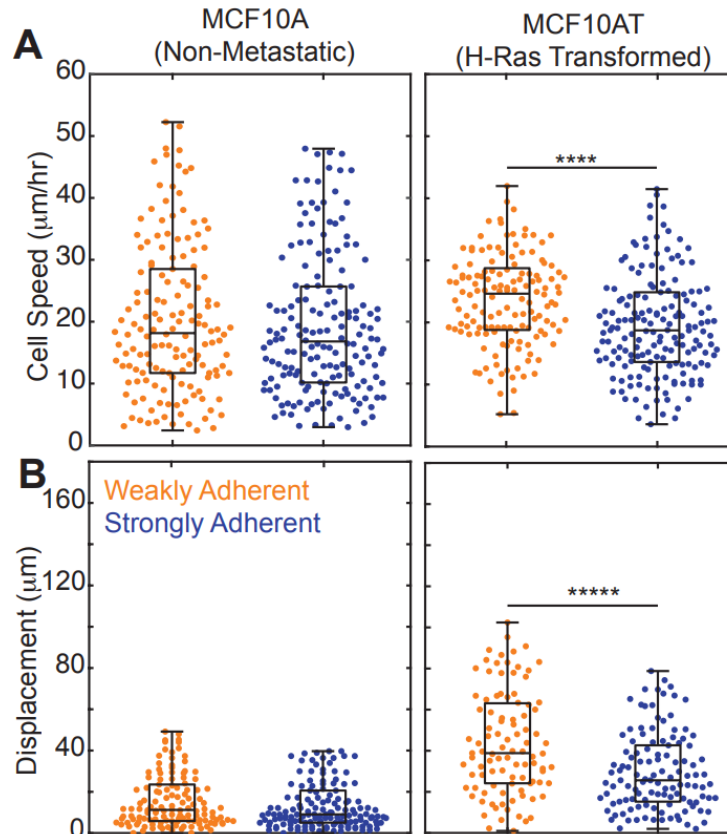 MCF10A
(Non-Metastatic)
MCF10AT
(H-Ras Transformed)
A
Cell Speed (μm/hr)
60
50
40
30
20
10
0
****
B
Displacement (μm)
160
120
80
40
0
Weakly Adherent
Strongly Adherent
*****